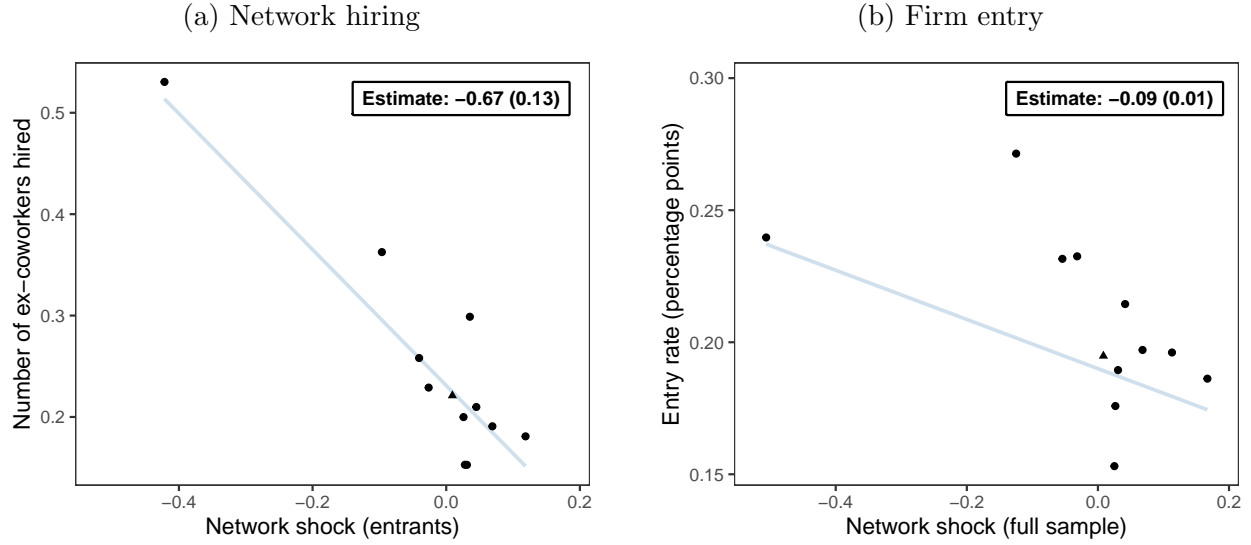 (a) Network hiring
Estimate: −0.67 (0.13)
Number of ex-coworkers hired
0.5
0.4
0.3
0.2
−0.4 −0.2 0.0 0.2
Network shock (entrants)
(b) Firm entry
Estimate: −0.09 (0.01)
Entry rate (percentage points)
0.30
0.25
0.20
0.15
−0.4 −0.2 0.0 0.2
Network shock (full sample)